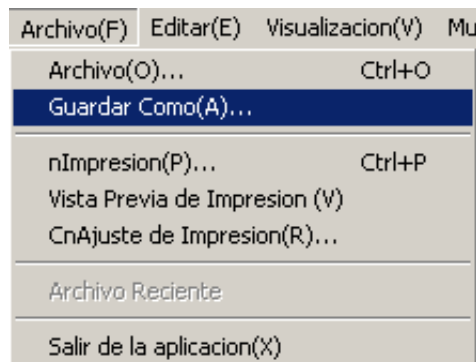 Archivo(F) Editar(E) Visualizacion(V) Mu
Archivo(O)... Ctrl+O
Guardar Como(A)...
nImpresion(P)... Ctrl+P
Vista Previa de Impresion (V)
CnAjuste de Impresion(R)...
Archivo Reciente
Salir de la aplicacion(X)